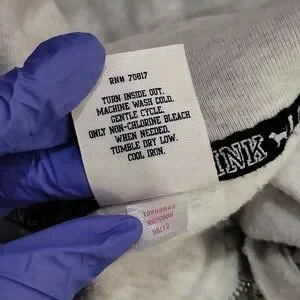 RN# 70817
TURN INSIDE OUT.
MACHINE WASH COLD.
GENTLE CYCLE.
ONLY NON-CHLORINE BLEACH
WHEN NEEDED.
TUMBLE DRY LOW.
COOL IRON.
INK